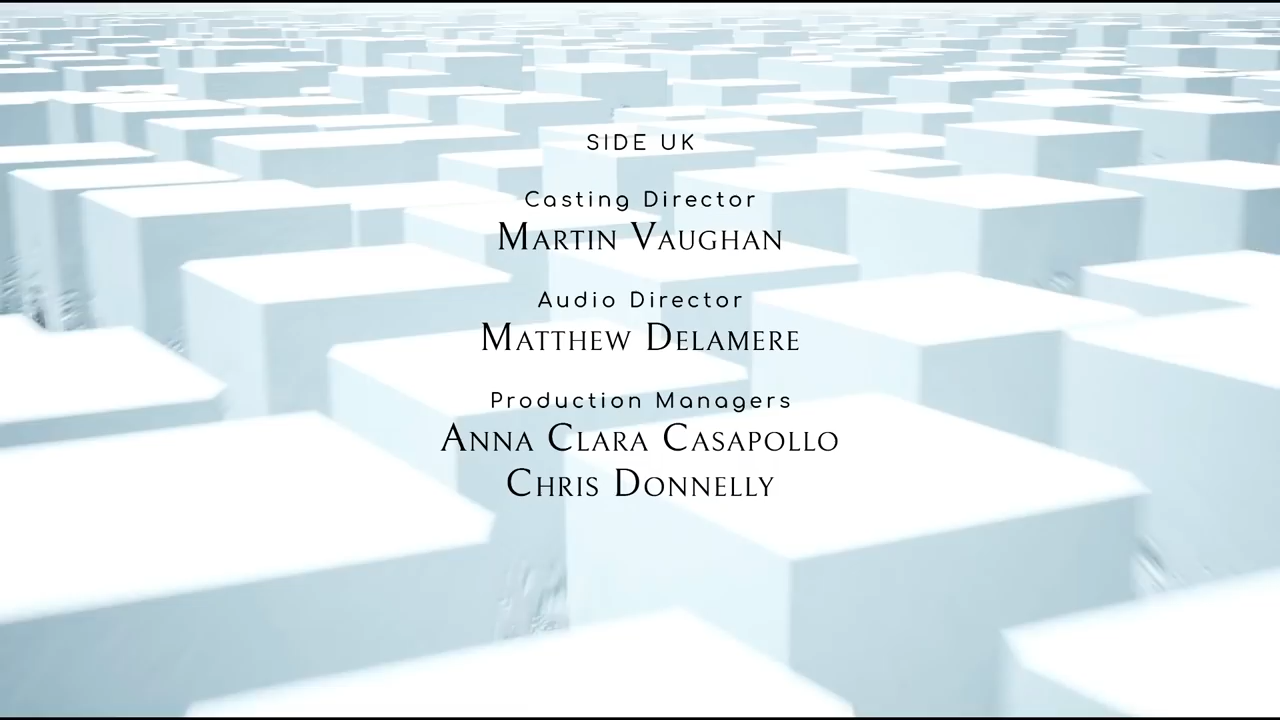 SIDE UK
Casting Director
Martin Vaughan
Audio Director
Matthew Delamere
Production Managers
Anna Clara Casapollo
Chris Donnelly